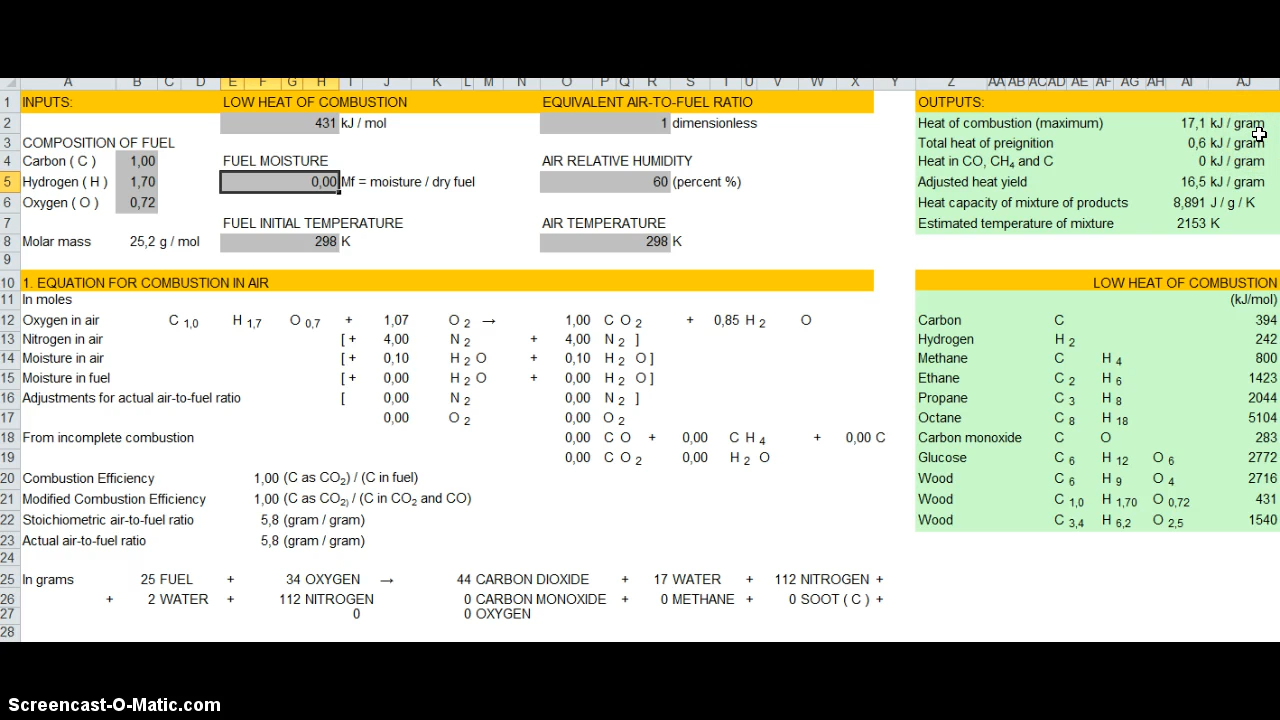 A B C D E F G H I J K L M N O P Q R S T U V W X Y Z AA AB AC AD AE AF AG AH AI AJ
1 INPUTS: LOW HEAT OF COMBUSTION EQUIVALENT AIR-TO-FUEL RATIO OUTPUTS:
2 431 kJ / mol 1 dimensionless Heat of combustion (maximum) 17,1 kJ / gram
3 COMPOSITION OF FUEL Total heat of preignition 0,6 kJ / gram
4 Carbon ( C ) 1,00 FUEL MOISTURE AIR RELATIVE HUMIDITY Heat in CO, CH4 and C 0 kJ / gram
5 Hydrogen ( H ) 1,70 0,00 Mf = moisture / dry fuel 60 (percent %) Adjusted heat yield 16,5 kJ / gram
6 Oxygen ( O ) 0,72 Heat capacity of mixture of products 8,891 J / g / K
7 FUEL INITIAL TEMPERATURE AIR TEMPERATURE Estimated temperature of mixture 2153 K
8 Molar mass 25,2 g / mol 298 K 298 K
9
10 1. EQUATION FOR COMBUSTION IN AIR LOW HEAT OF COMBUSTION
11 In moles (kJ/mol)
12 Oxygen in air C 1,0 H 1,7 O 0,7 + 1,07 O 2 → 1,00 C O 2 + 0,85 H 2 O Carbon C 394
13 Nitrogen in air [ + 4,00 N 2 + 4,00 N 2 ] Hydrogen H 2 242
14 Moisture in air [ + 0,10 H 2 O + 0,10 H 2 O ] Methane C H 4 800
15 Moisture in fuel [ + 0,00 H 2 O + 0,00 H 2 O ] Ethane C 2 H 6 1423
16 Adjustments for actual air-to-fuel ratio [ 0,00 N 2 0,00 N 2 ] Propane C 3 H 8 2044
17 0,00 O 2 0,00 O 2 Octane C 8 H 18 5104
18 From incomplete combustion 0,00 C O + 0,00 C H 4 + 0,00 C Carbon monoxide C O 283
19 0,00 C O 2 0,00 H 2 O Glucose C 6 H 12 O 6 2772
20 Combustion Efficiency 1,00 (C as CO2) / (C in fuel) Wood C 6 H 9 O 4 2716
21 Modified Combustion Efficiency 1,00 (C as CO2) / (C in CO2 and CO) Wood C 1,0 H 1,70 O 0,72 431
22 Stoichiometric air-to-fuel ratio 5,8 (gram / gram) Wood C 3,4 H 6,2 O 2,5 1540
23 Actual air-to-fuel ratio 5,8 (gram / gram)
24
25 In grams 25 FUEL + 34 OXYGEN → 44 CARBON DIOXIDE + 17 WATER + 112 NITROGEN +
26 + 2 WATER + 112 NITROGEN 0 CARBON MONOXIDE + 0 METHANE + 0 SOOT ( C ) +
27 0 0 OXYGEN
28
Screencast-O-Matic.com